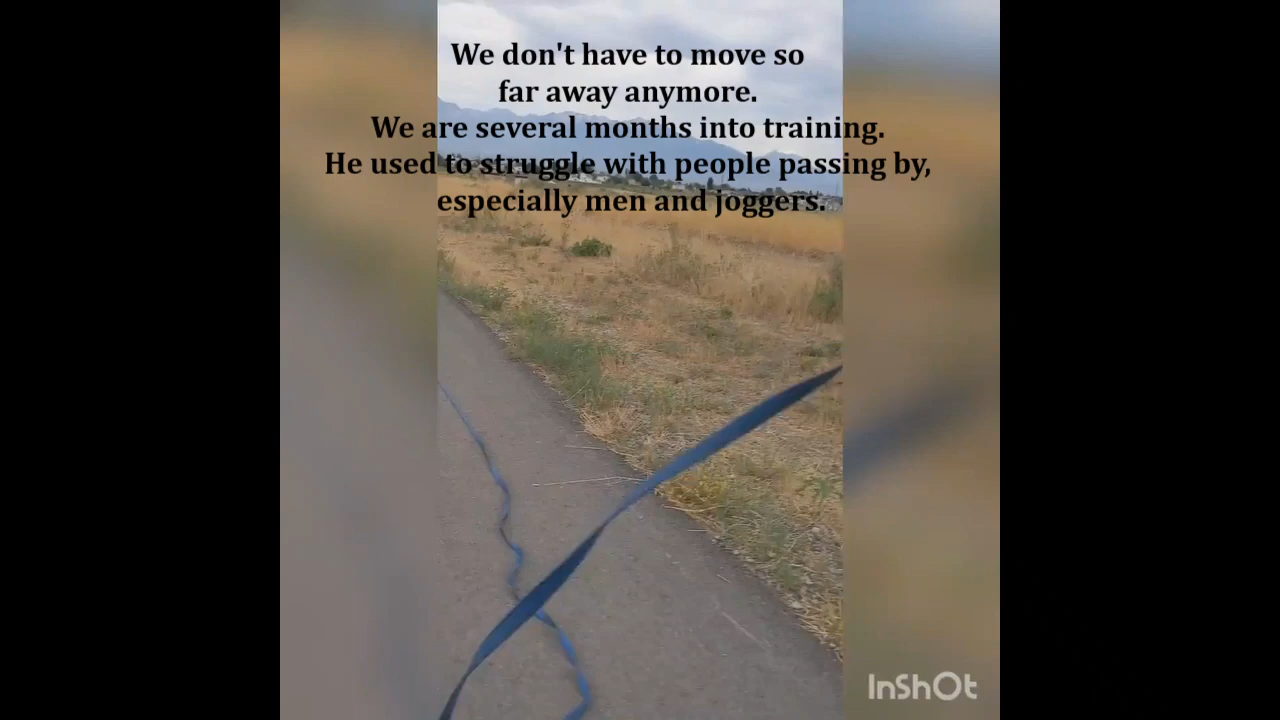 We don't have to move so
far away anymore.
We are several months into training.
He used to struggle with people passing by,
especially men and joggers.
InShOt